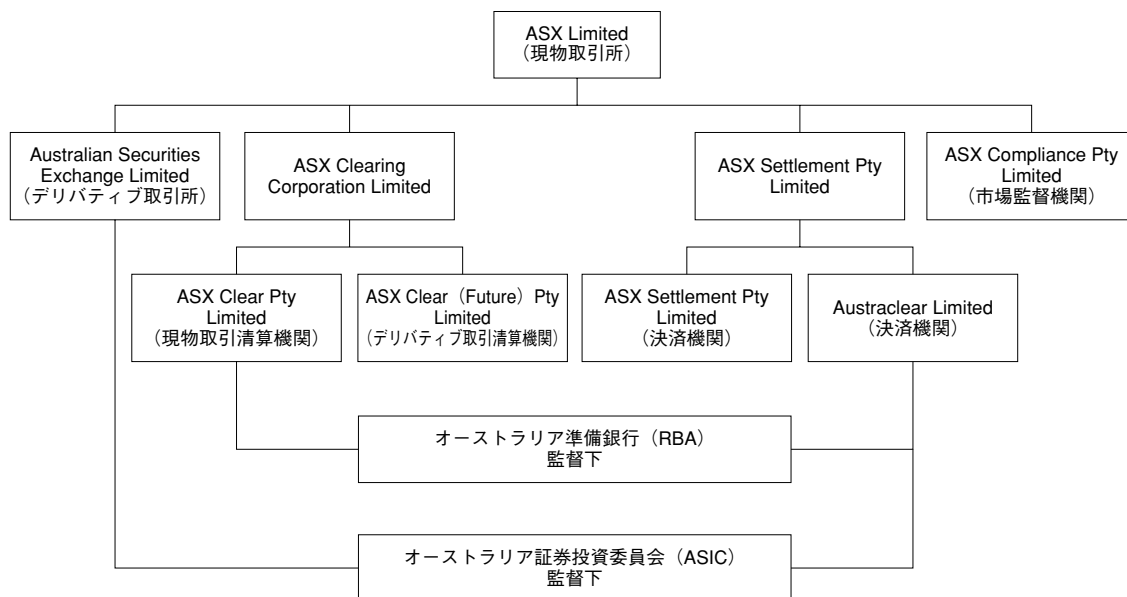 ASX Limited
（現物取引所）
Australian Securities
Exchange Limited
（デリバティブ取引所）
ASX Clearing
Corporation Limited
ASX Settlement Pty
Limited
ASX Compliance Pty
Limited
（市場監督機関）
ASX Clear Pty
Limited
（現物取引清算機関）
ASX Clear（Future）Pty
Limited
（デリバティブ取引清算機関）
ASX Settlement Pty
Limited
（決済機関）
Austraclear Limited
（決済機関）
オーストラリア準備銀行（RBA）
監督下
オーストラリア証券投資委員会（ASIC）
監督下